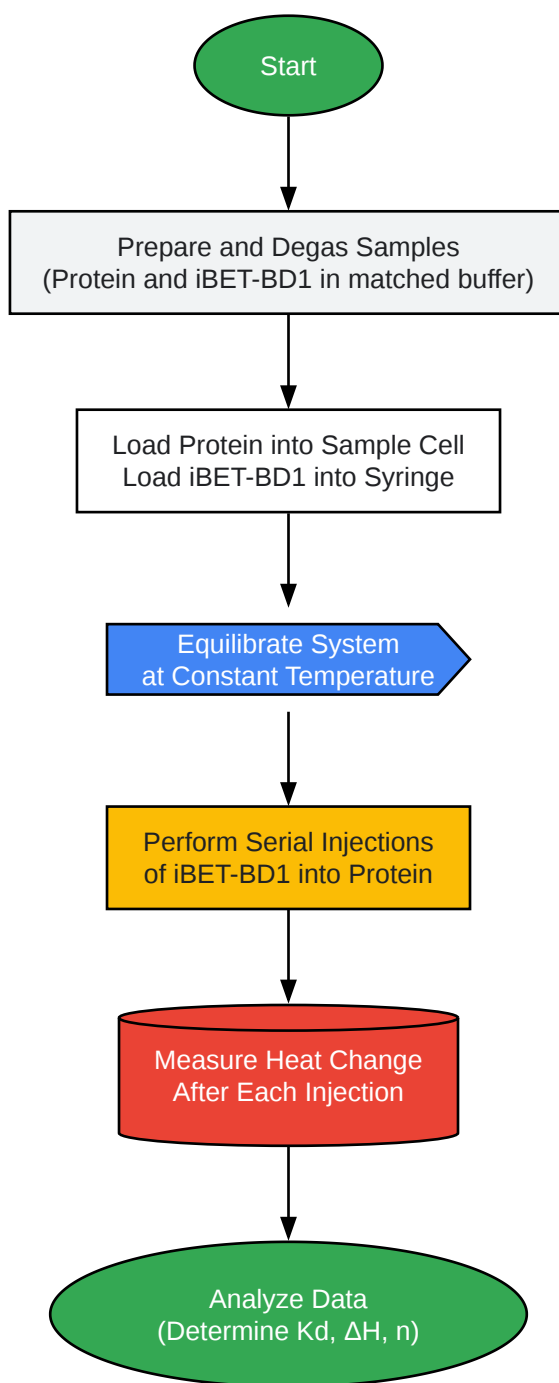 Start
Prepare and Degas Samples
(Protein and iBET-BD1 in matched buffer)
Load Protein into Sample Cell
Load iBET-BD1 into Syringe
Equilibrate System
at Constant Temperature
Perform Serial Injections
of iBET-BD1 into Protein
Measure Heat Change
After Each Injection
Analyze Data
(Determine Kd, ΔH, n)